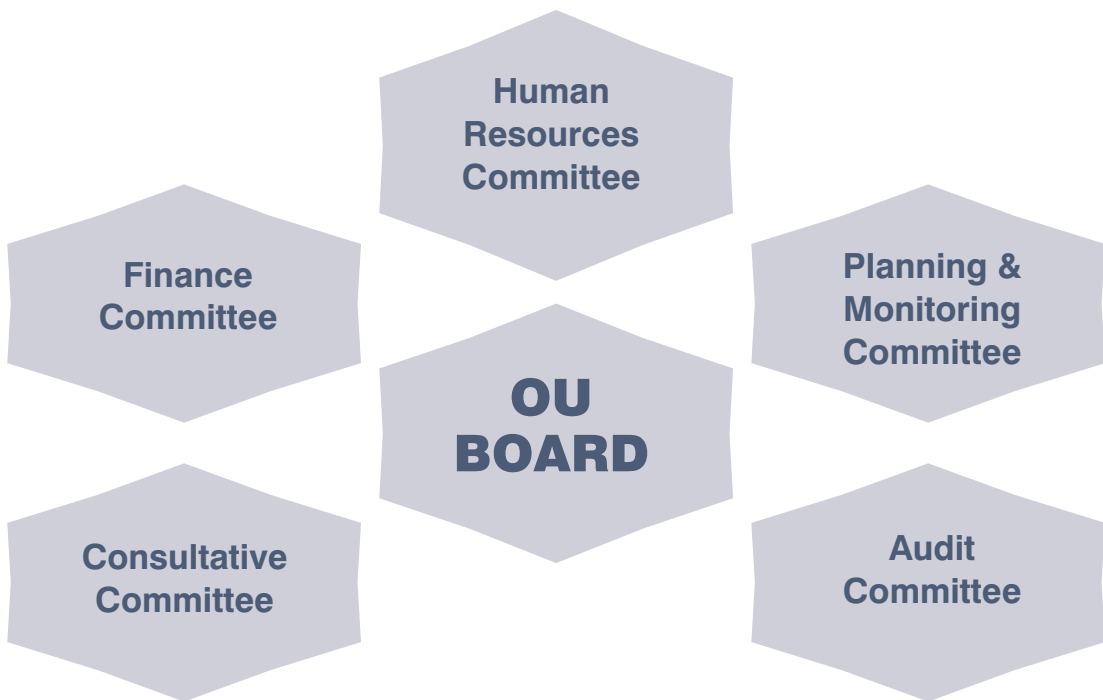 Human
Resources
Committee
Finance
Committee
Planning &
Monitoring
Committee
OU
BOARD
Consultative
Committee
Audit
Committee